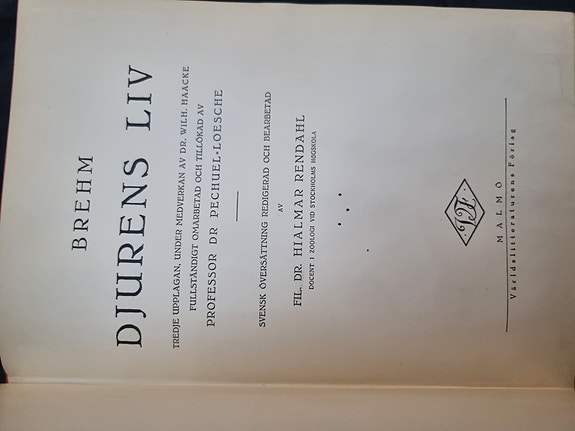 BREHM
DJURENS LIV
TREDJE UPPLAGAN, UNDER MEDVERKAN AV DR. WILH. HAACKE
FULLSTÄNDIGT OMARBETAD OCH TILLÖKAD AV
PROFESSOR DR PECHUEL-LOESCHE
SVENSK ÖVERSÄTTNING REDIGERAD OCH BEARBETAD
AV
FIL. DR. HIALMAR RENDAHL
DOCENT I ZOOLOGI VID STOCKHOLMS HÖGSKOLA
MALMÖ
Världslitteraturens Förlag